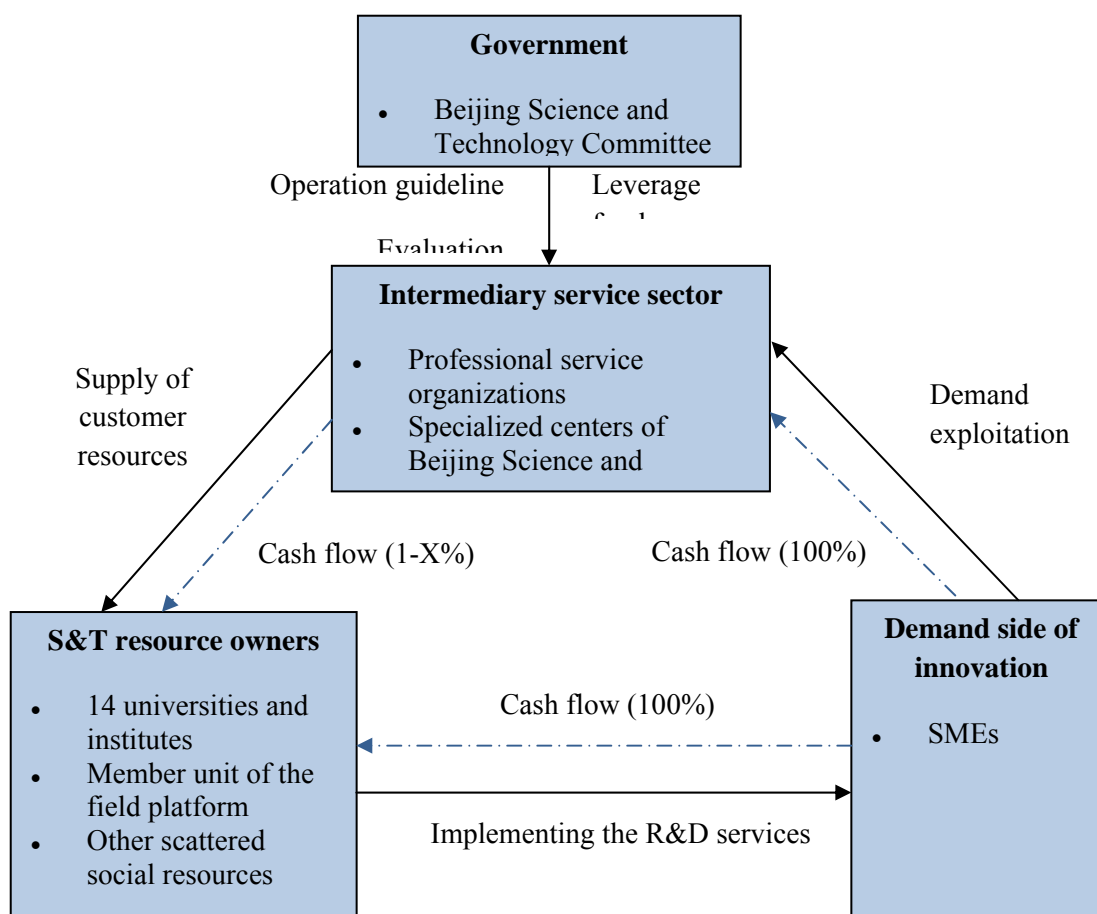 Government
• Beijing Science and
Technology Committee
Operation guideline
Leverage
Evaluation
Intermediary service sector
• Professional service
organizations
• Specialized centers of
Beijing Science and
Supply of
customer
resources
Demand
exploitation
Cash flow (1-X%)
Cash flow (100%)
S&T resource owners
• 14 universities and
institutes
• Member unit of the
field platform
• Other scattered
social resources
Demand side of
innovation
• SMEs
Cash flow (100%)
Implementing the R&D services